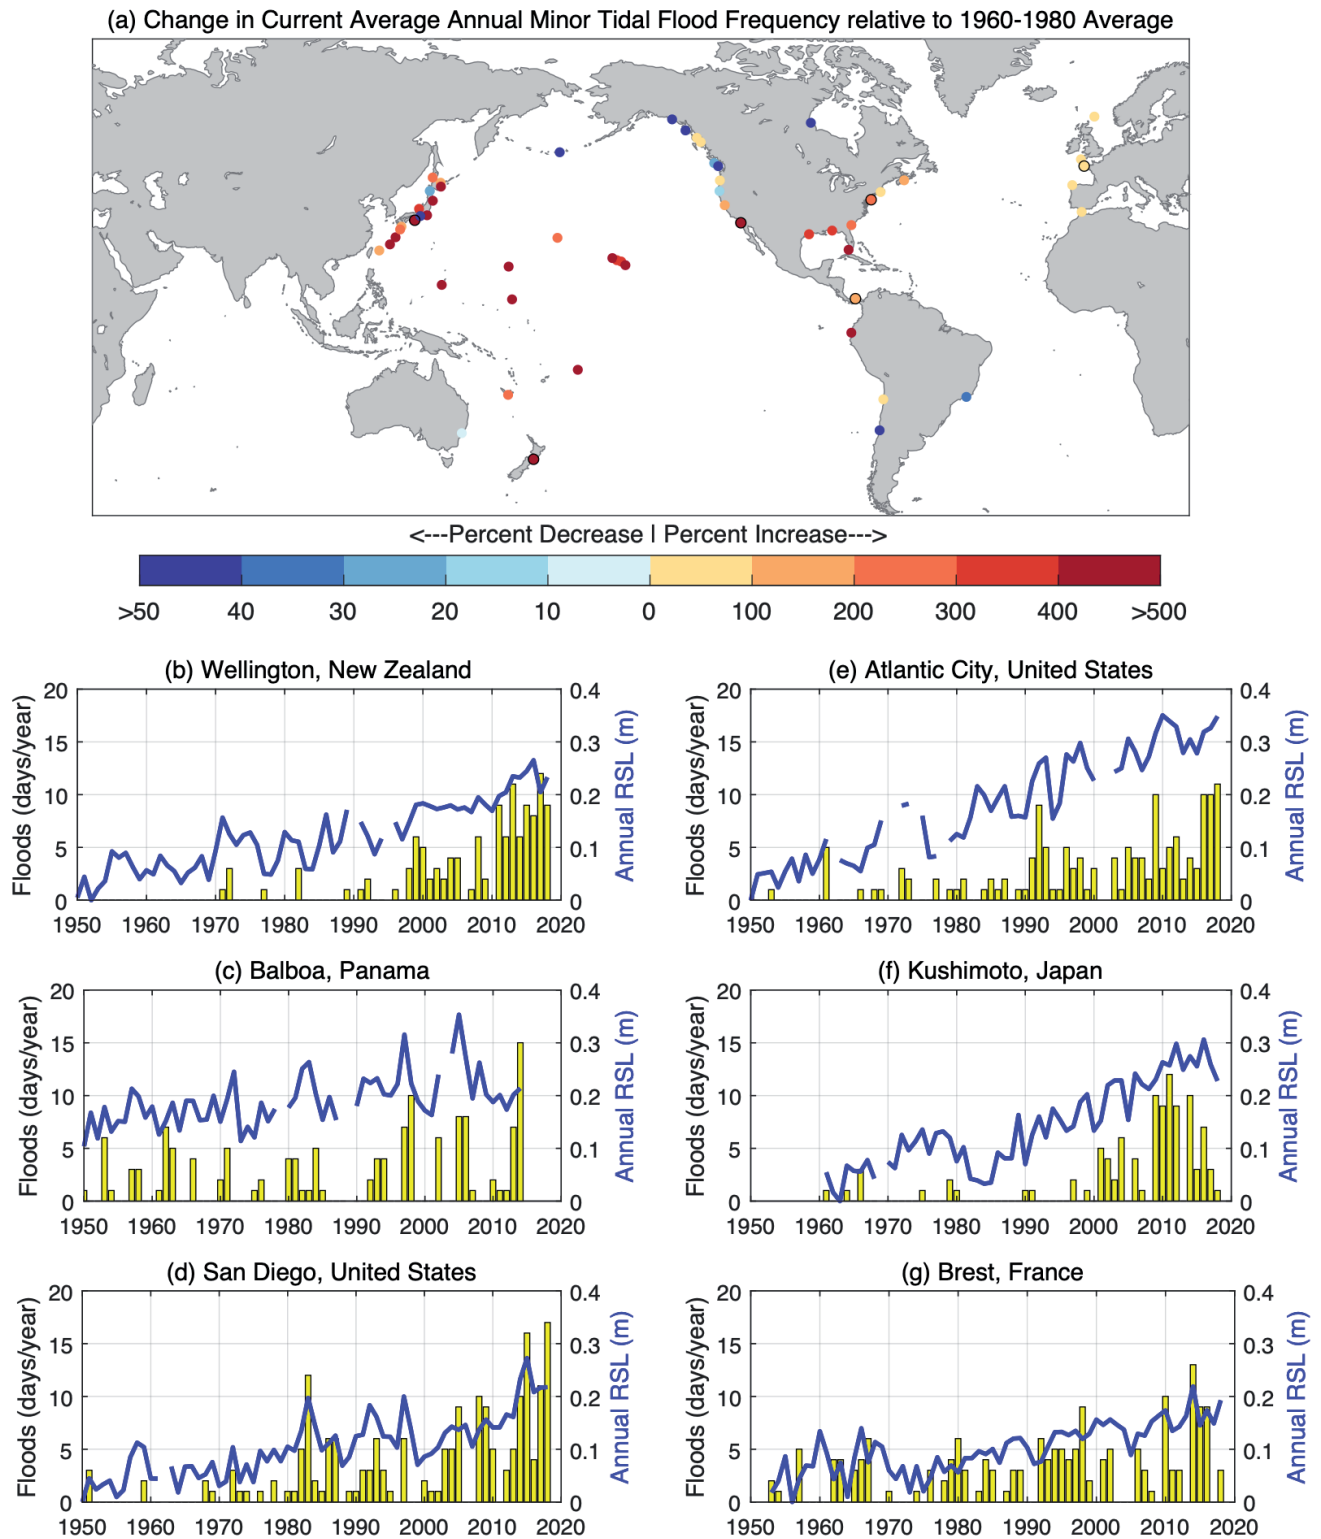 (a) Change in Current Average Annual Minor Tidal Flood Frequency relative to 1960-1980 Average
<---Percent Decrease | Percent Increase--->
>50 40 30 20 10 0 100 200 300 400 >500
(b) Wellington, New Zealand
Floods (days/year)
20
15
10
5
0
0.4
0.3
0.2
0.1
0
Annual RSL (m)
1950 1960 1970 1980 1990 2000 2010 2020
(e) Atlantic City, United States
Floods (days/year)
20
15
10
5
0
0.4
0.3
0.2
0.1
0
Annual RSL (m)
1950 1960 1970 1980 1990 2000 2010 2020
(c) Balboa, Panama
Floods (days/year)
20
15
10
5
0
0.4
0.3
0.2
0.1
0
Annual RSL (m)
1950 1960 1970 1980 1990 2000 2010 2020
(f) Kushimoto, Japan
Floods (days/year)
20
15
10
5
0
0.4
0.3
0.2
0.1
0
Annual RSL (m)
1950 1960 1970 1980 1990 2000 2010 2020
(d) San Diego, United States
Floods (days/year)
20
15
10
5
0
0.4
0.3
0.2
0.1
0
Annual RSL (m)
1950 1960 1970 1980 1990 2000 2010 2020
(g) Brest, France
Floods (days/year)
20
15
10
5
0
0.4
0.3
0.2
0.1
0
Annual RSL (m)
1950 1960 1970 1980 1990 2000 2010 2020